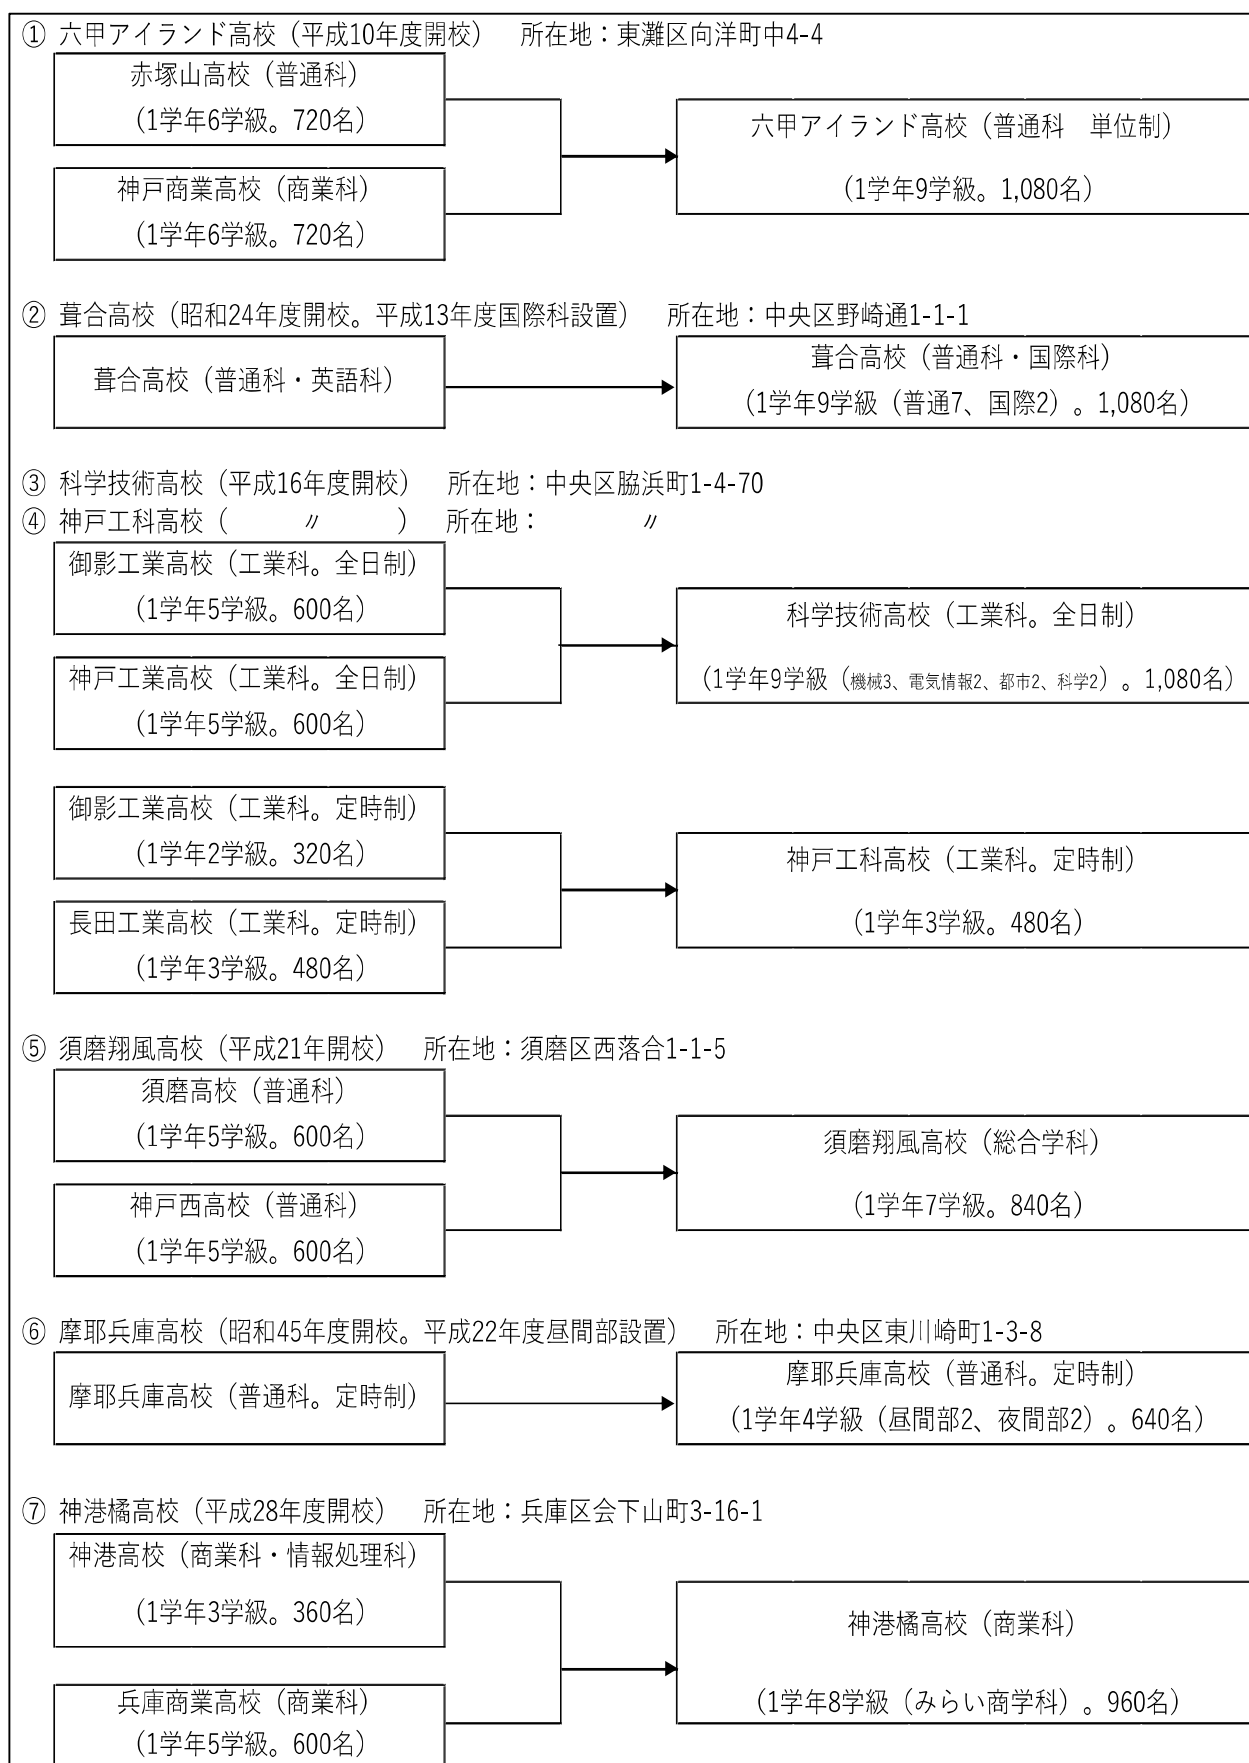 ① 六甲アイランド高校（平成10年度開校）　所在地：東灘区向洋町中4-4
赤塚山高校（普通科）
（1学年6学級。720名）
神戸商業高校（商業科）
（1学年6学級。720名）
六甲アイランド高校（普通科　単位制）
（1学年9学級。1,080名）
② 葺合高校（昭和24年度開校。平成13年度国際科設置）　所在地：中央区野崎通1-1-1
葺合高校（普通科・英語科）
葺合高校（普通科・国際科）
（1学年9学級（普通7、国際2）。1,080名）
③ 科学技術高校（平成16年度開校）　所在地：中央区脇浜町1-4-70
④ 神戸工科高校（　　　〃　　　）　所在地：　　　　〃
御影工業高校（工業科。全日制）
（1学年5学級。600名）
神戸工業高校（工業科。全日制）
（1学年5学級。600名）
科学技術高校（工業科。全日制）
（1学年9学級（機械3、電気情報2、都市2、科学2）。1,080名）
御影工業高校（工業科。定時制）
（1学年2学級。320名）
長田工業高校（工業科。定時制）
（1学年3学級。480名）
神戸工科高校（工業科。定時制）
（1学年3学級。480名）
⑤ 須磨翔風高校（平成21年開校）　所在地：須磨区西落合1-1-5
須磨高校（普通科）
（1学年5学級。600名）
神戸西高校（普通科）
（1学年5学級。600名）
須磨翔風高校（総合学科）
（1学年7学級。840名）
⑥ 摩耶兵庫高校（昭和45年度開校。平成22年度昼間部設置）　所在地：中央区東川崎町1-3-8
摩耶兵庫高校（普通科。定時制）
摩耶兵庫高校（普通科。定時制）
（1学年4学級（昼間部2、夜間部2）。640名）
⑦ 神港橘高校（平成28年度開校）　所在地：兵庫区会下山町3-16-1
神港高校（商業科・情報処理科）
（1学年3学級。360名）
兵庫商業高校（商業科）
（1学年5学級。600名）
神港橘高校（商業科）
（1学年8学級（みらい商学科）。960名）